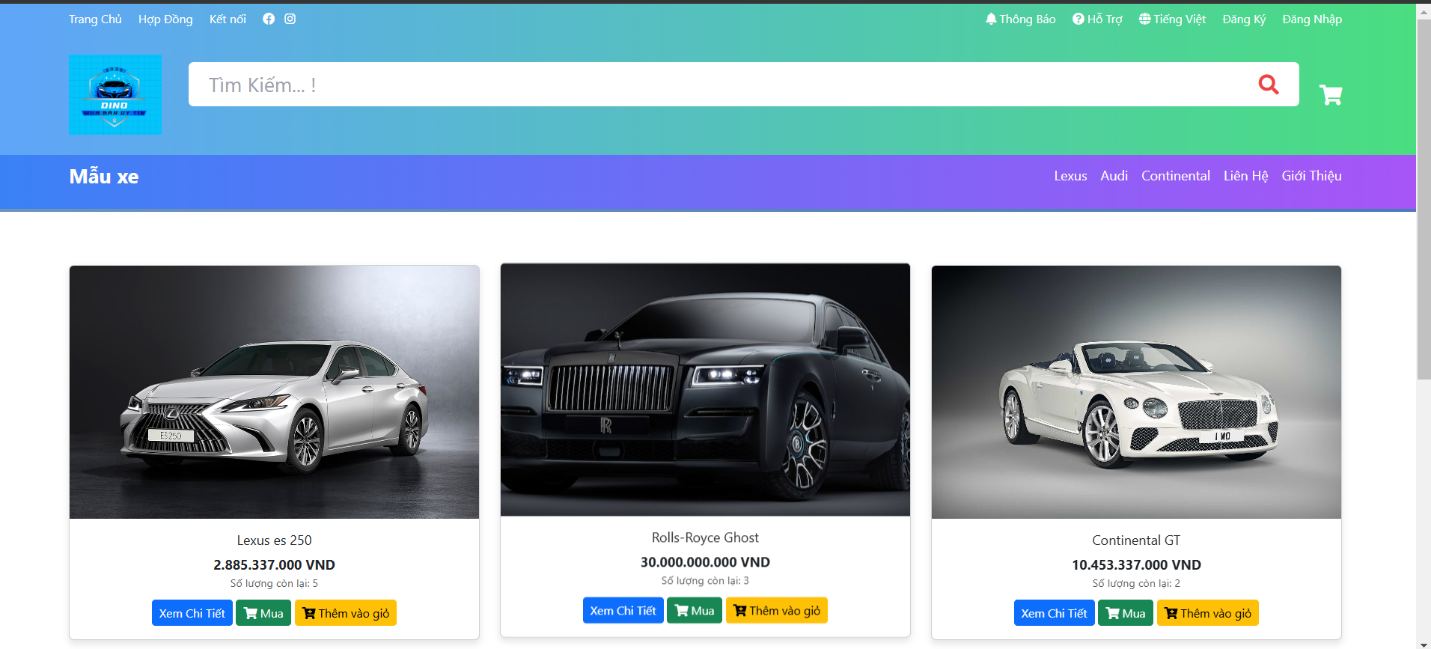 Trang Chủ Hợp Đồng Kết nối Thông Báo Hỗ Trợ Tiếng Việt Đăng Ký Đăng Nhập
DINO
Tìm Kiếm... !
Mẫu xe Lexus Audi Continental Liên Hệ Giới Thiệu
ES250
1 MO
Lexus es 250
2.885.337.000 VND
Số lượng còn lại: 5
Xem Chi Tiết Mua Thêm vào giỏ
Rolls-Royce Ghost
30.000.000.000 VND
Số lượng còn lại: 3
Xem Chi Tiết Mua Thêm vào giỏ
Continental GT
10.453.337.000 VND
Số lượng còn lại: 2
Xem Chi Tiết Mua Thêm vào giỏ